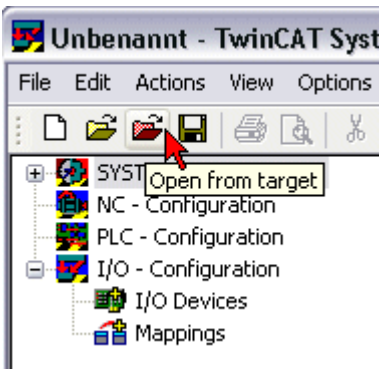 Unbenannt - TwinCAT Syst
File Edit Actions View Options
SYST
Open from target
NC - Configuration
PLC - Configuration
I/O - Configuration
I/O Devices
Mappings